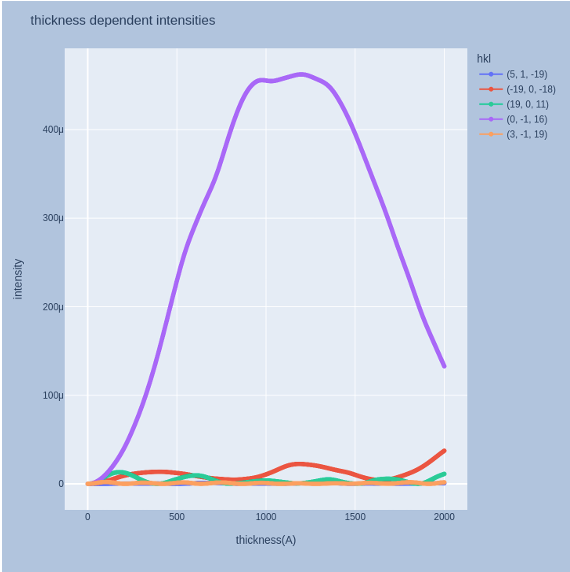 thickness dependent intensities
hkl
(5, 1, -19)
(-19, 0, -18)
(19, 0, 11)
(0, -1, 16)
(3, -1, 19)
intensity
400μ
300μ
200μ
100μ
0
0
500
1000
1500
2000
thickness(A)